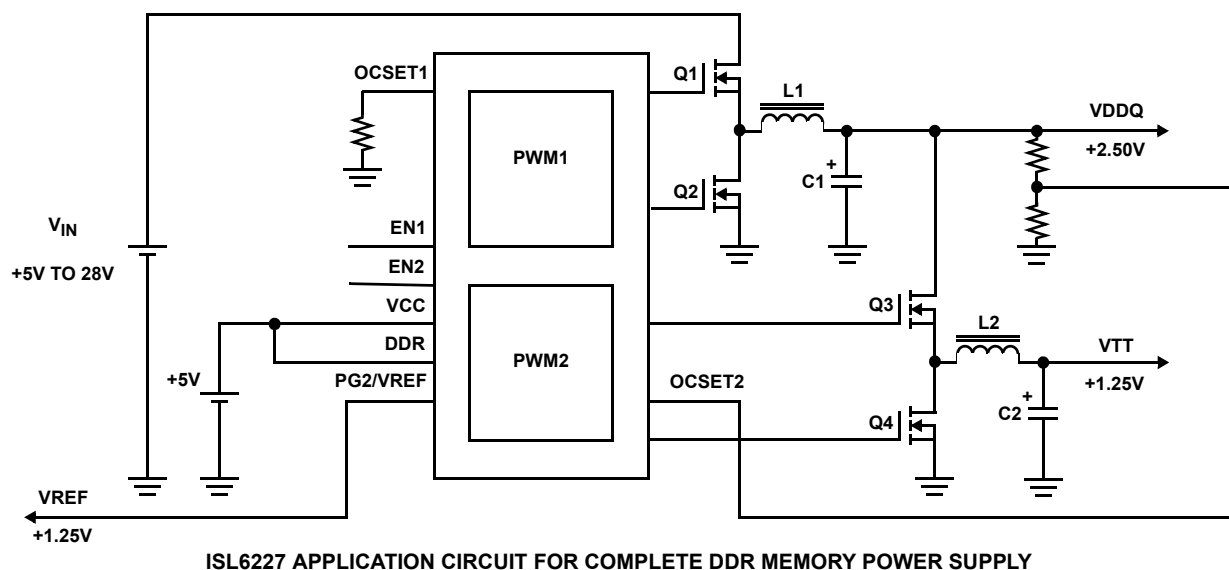 OCSET1
Q1
L1
VDDQ
+2.50V
PWM1
+
C1
Q2
VIN
+5V TO 28V
EN1
EN2
VCC
DDR
PG2/VREF
+5V
PWM2
Q3
L2
VTT
+1.25V
OCSET2
+
C2
Q4
VREF
+1.25V
ISL6227 APPLICATION CIRCUIT FOR COMPLETE DDR MEMORY POWER SUPPLY